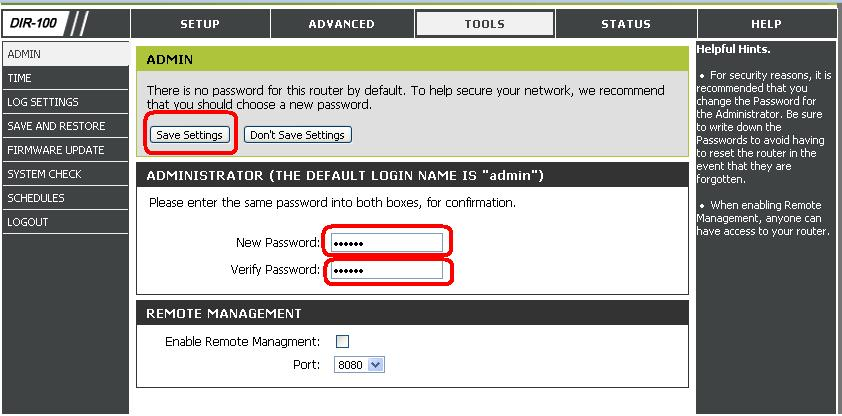 DIR-100
SETUP
ADVANCED
TOOLS
STATUS
HELP
ADMIN
TIME
LOG SETTINGS
SAVE AND RESTORE
FIRMWARE UPDATE
SYSTEM CHECK
SCHEDULES
LOGOUT
ADMIN
There is no password for this router by default. To help secure your network, we recommend
that you should choose a new password.
Save Settings
Don't Save Settings
ADMINISTRATOR (THE DEFAULT LOGIN NAME IS "admin")
Please enter the same password into both boxes, for confirmation.
New Password: ••••••
Verify Password: ••••••
REMOTE MANAGEMENT
Enable Remote Managment:
Port: 8080
Helpful Hints.
• For security reasons, it is
recommended that you
change the Password for
the Administrator. Be sure
to write down the
Passwords to avoid having
to reset the router in the
event that they are
forgotten.
• When enabling Remote
Management, anyone can
have access to your router.